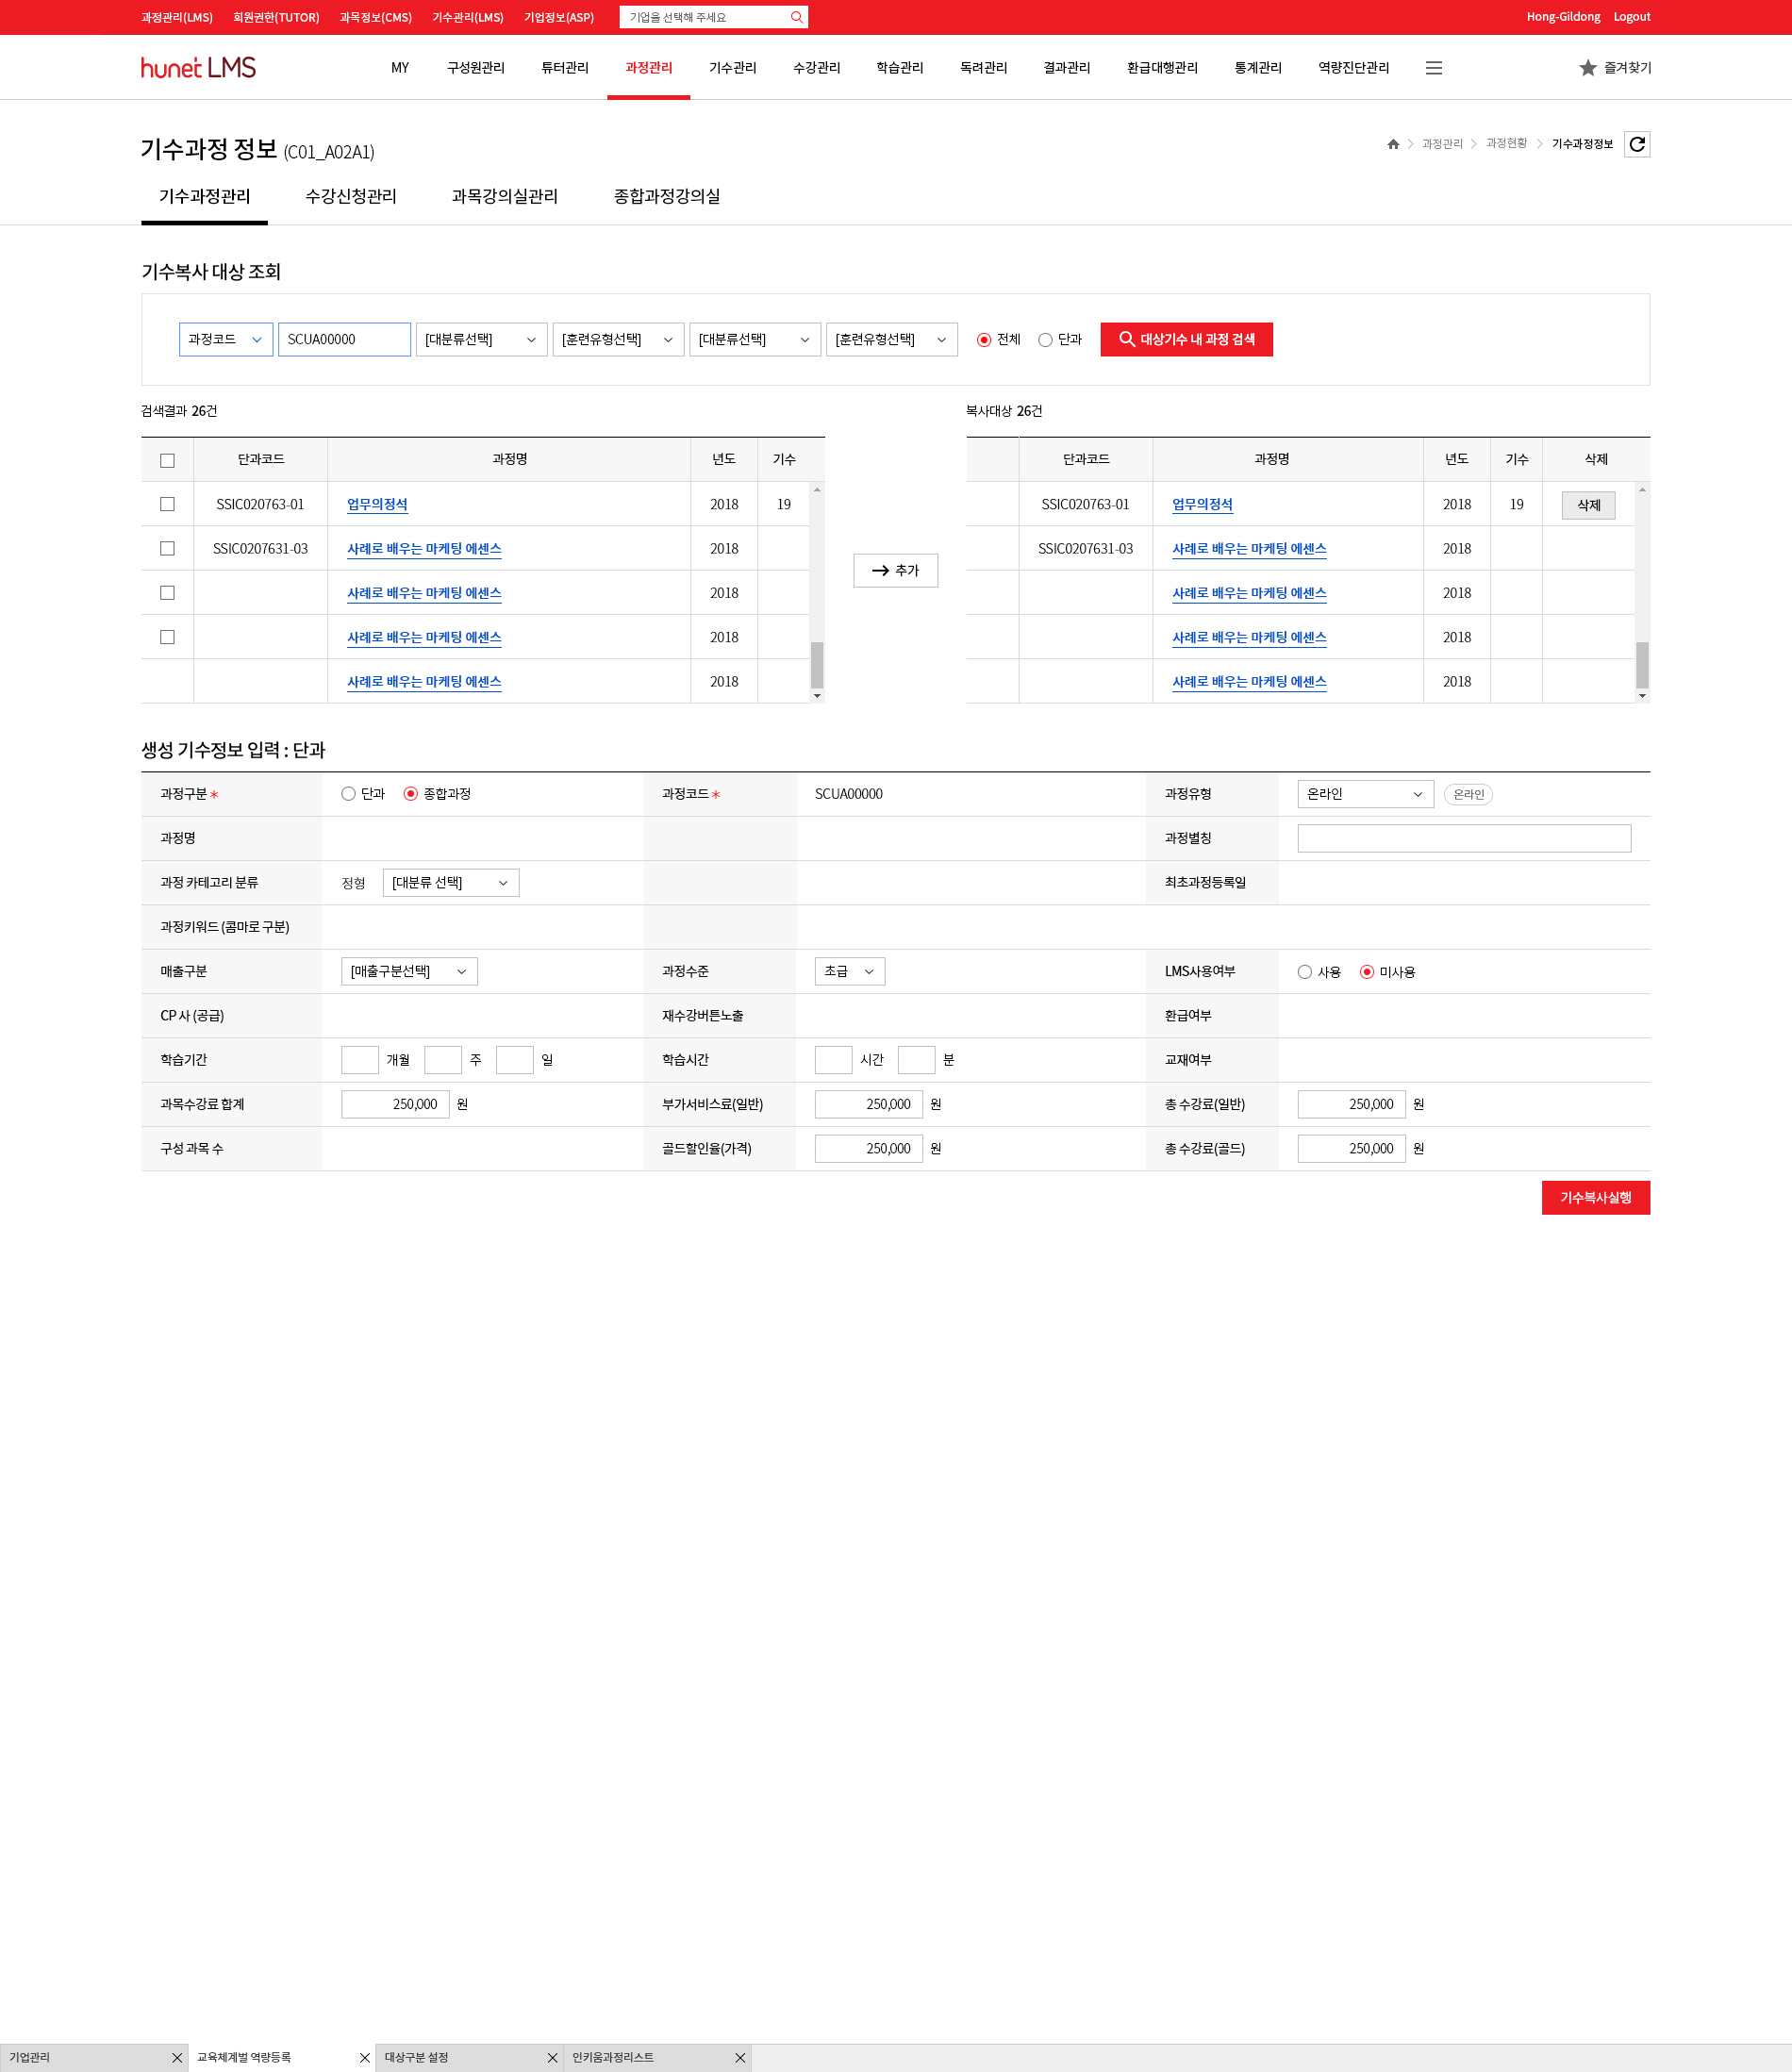 과정관리(LMS) 회원권한(TUTOR) 과목정보(CMS) 기수관리(LMS) 기업정보(ASP) 기업을 선택해 주세요 Hong-Gildong Logout
hunet LMS MY 구성원관리 튜터관리 과정관리 기수관리 수강관리 학습관리 독려관리 결과관리 환급대행관리 통계관리 역량진단관리 즐겨찾기
기수과정 정보 (C01_A02A1) 과정관리 과정현황 기수과정정보
기수과정관리 수강신청관리 과목강의실관리 종합과정강의실
기수복사 대상 조회
과정코드 SCUA00000 [대분류선택] [훈련유형선택] [대분류선택] [훈련유형선택] 전체 단과 대상기수 내 과정 검색
검색결과 26건
단과코드 과정명 년도 기수
SSIC020763-01 업무의정석 2018 19
SSIC0207631-03 사례로 배우는 마케팅 에센스 2018
사례로 배우는 마케팅 에센스 2018
사례로 배우는 마케팅 에센스 2018
사례로 배우는 마케팅 에센스 2018
추가
복사대상 26건
단과코드 과정명 년도 기수 삭제
SSIC020763-01 업무의정석 2018 19 삭제
SSIC0207631-03 사례로 배우는 마케팅 에센스 2018
사례로 배우는 마케팅 에센스 2018
사례로 배우는 마케팅 에센스 2018
사례로 배우는 마케팅 에센스 2018
생성 기수정보 입력 : 단과
과정구분* 단과 종합과정 과정코드* SCUA00000 과정유형 온라인 온라인
과정명 과정별칭
과정 카테고리 분류 정형 [대분류 선택] 최초과정등록일
과정키워드 (콤마로 구분)
매출구분 [매출구분선택] 과정수준 초급 LMS사용여부 사용 미사용
CP 사 (공급) 재수강버튼노출 환급여부
학습기간 개월 주 일 학습시간 시간 분 교재여부
과목수강료 합계 250,000 원 부가서비스료(일반) 250,000 원 총 수강료(일반) 250,000 원
구성 과목 수 골드할인율(가격) 250,000 원 총 수강료(골드) 250,000 원
기수복사실행
기업관리 교육체계별 역량등록 대상구분 설정 인키움과정리스트